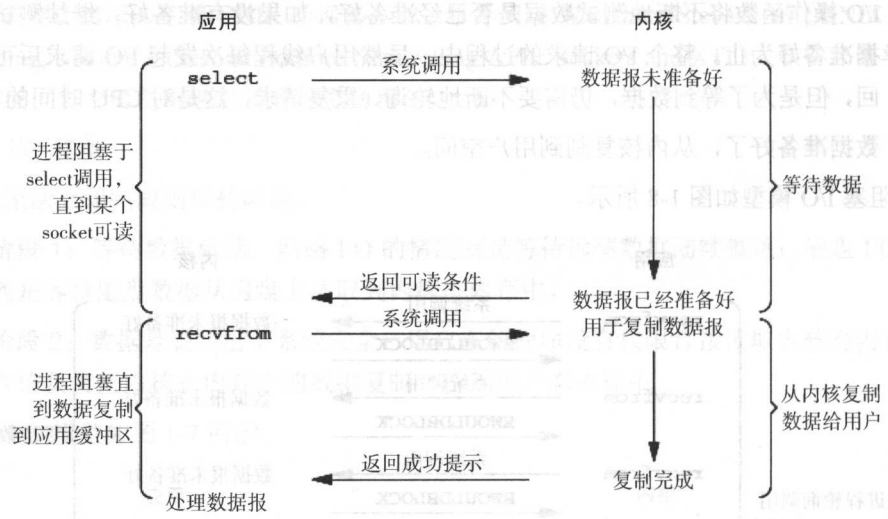 应用
内核
select
系统调用
数据报未准备好
进程阻塞于
select调用,
直到某个
socket可读
等待数据
返回可读条件
数据报已经准备好
用于复制数据报
recvfrom
系统调用
进程阻塞直
到数据复制
到应用缓冲区
从内核复制
数据给用户
返回成功提示
复制完成
处理数据报